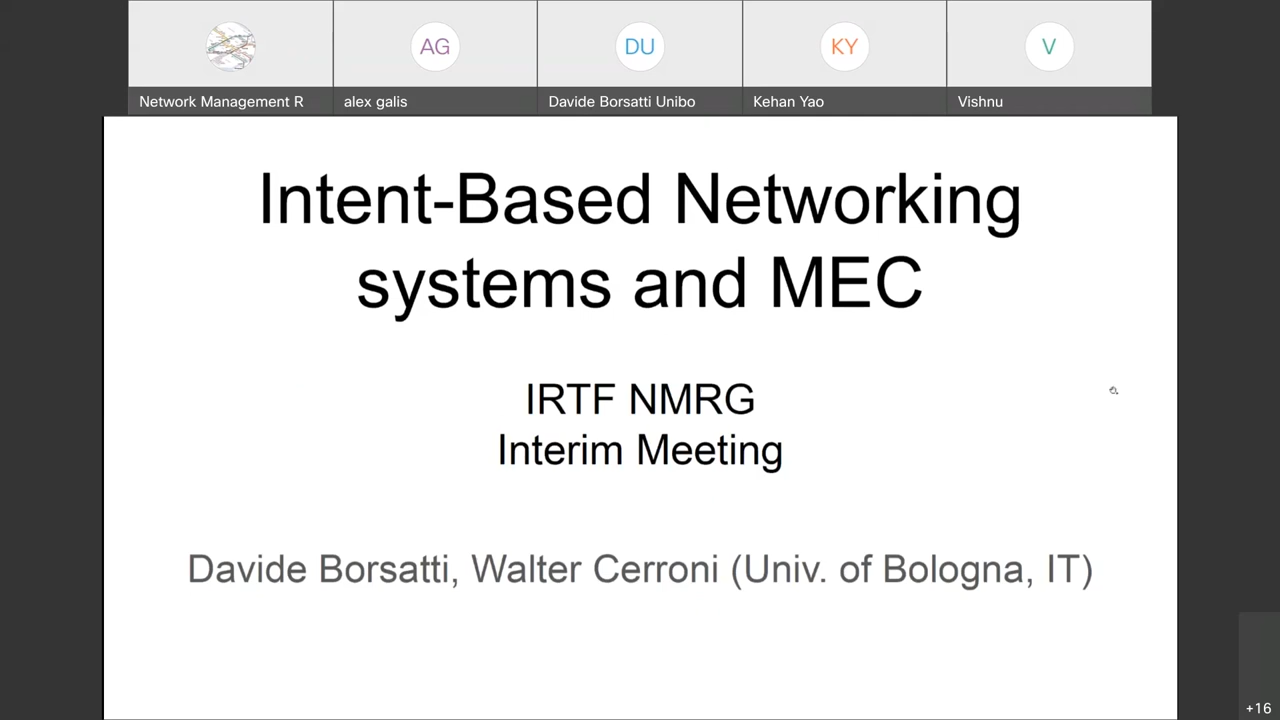 AG
DU
KY
V
Network Management R
alex galis
Davide Borsatti Unibo
Kehan Yao
Vishnu
Intent-Based Networking
systems and MEC
IRTF NMRG
Interim Meeting
Davide Borsatti, Walter Cerroni (Univ. of Bologna, IT)
+16